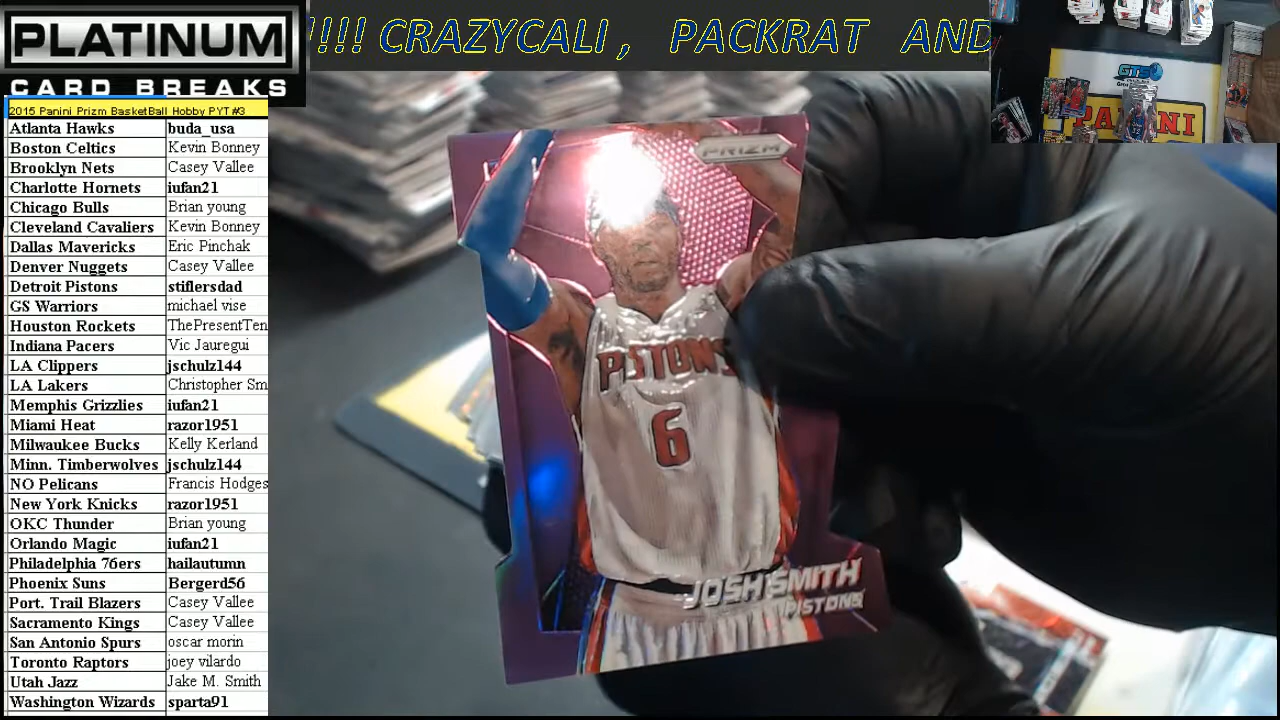 PLATINUM
CARD BREAKS
!!!! CRAZYCALI , PACKRAT AND
2015 Panini Prizm BasketBall Hobby PYT #3
Atlanta Hawks buda_usa
Boston Celtics Kevin Bonney
Brooklyn Nets Casey Vallee
Charlotte Hornets iufan21
Chicago Bulls Brian young
Cleveland Cavaliers Kevin Bonney
Dallas Mavericks Eric Pinchak
Denver Nuggets Casey Vallee
Detroit Pistons stiflersdad
GS Warriors michael vise
Houston Rockets ThePresentTen
Indiana Pacers Vic Jauregui
LA Clippers jschulz144
LA Lakers Christopher Sm
Memphis Grizzlies iufan21
Miami Heat razor1951
Milwaukee Bucks Kelly Kerland
Minn. Timberwolves jschulz144
NO Pelicans Francis Hodges
New York Knicks razor1951
OKC Thunder Brian young
Orlando Magic iufan21
Philadelphia 76ers hailautumn
Phoenix Suns Bergerd56
Port. Trail Blazers Casey Vallee
Sacramento Kings Casey Vallee
San Antonio Spurs oscar morin
Toronto Raptors joey vilardo
Utah Jazz Jake M. Smith
Washington Wizards sparta91
PRIZM
PISTONS
6
JOSH SMITH
PISTONS
GTS
PANINI